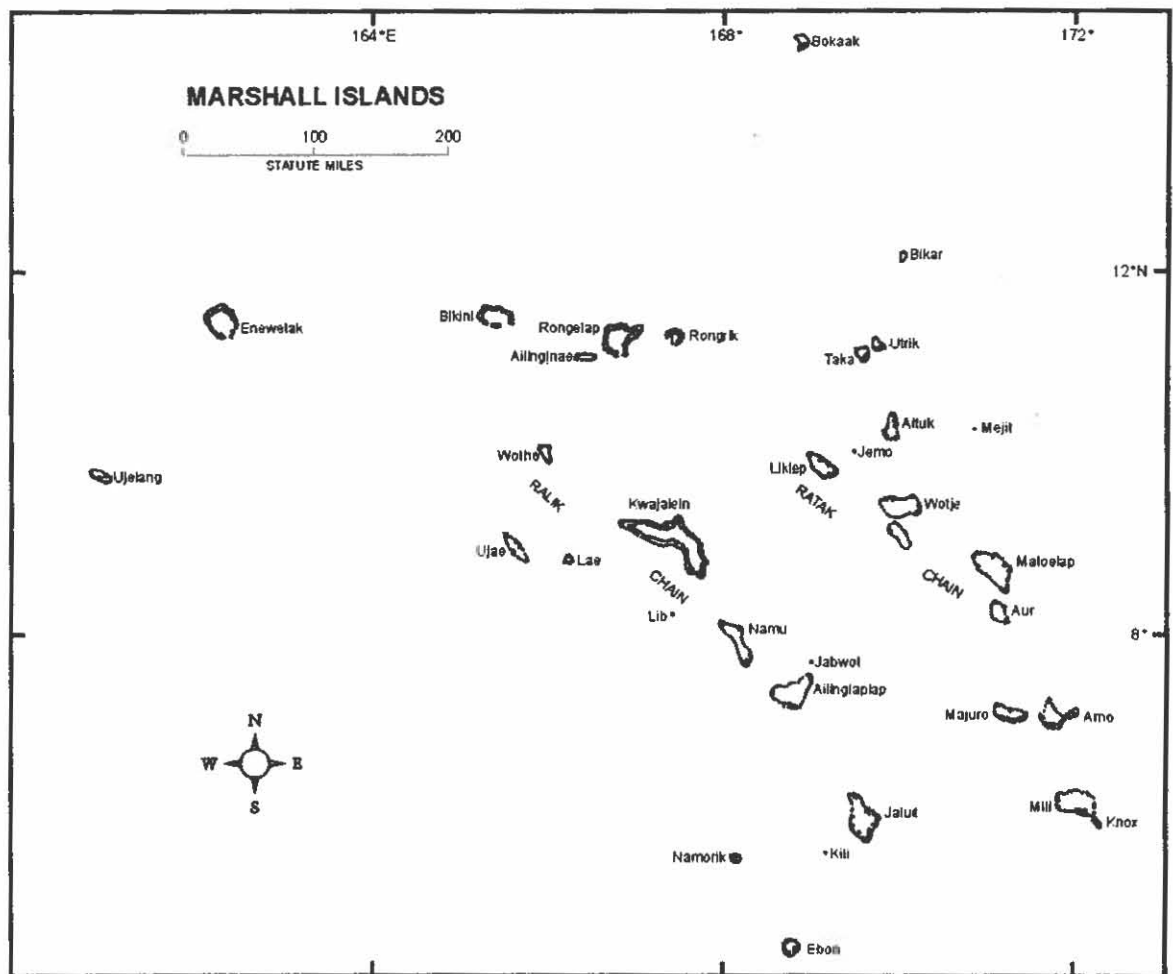 164°E 168° 172°
Bokaak
MARSHALL ISLANDS
0 100 200
STATUTE MILES
Bikar
12°N
Enewetak
Bikini
Rongelap
Rongrik
Ailinginae
Utrik
Taka
Ailuk
Mejit
Jemo
Wotho
Likiep
Ujelang
RALIK
RATAK
Kwajalein
Wotje
Ujae
Lae
Maloelap
CHAIN
CHAIN
Lib
Aur
Namu
8°
Jabwot
Ailinglaplap
Majuro
Arno
N
W E
S
Mili
Jaluit
Knox
Namorik
Kili
Ebon